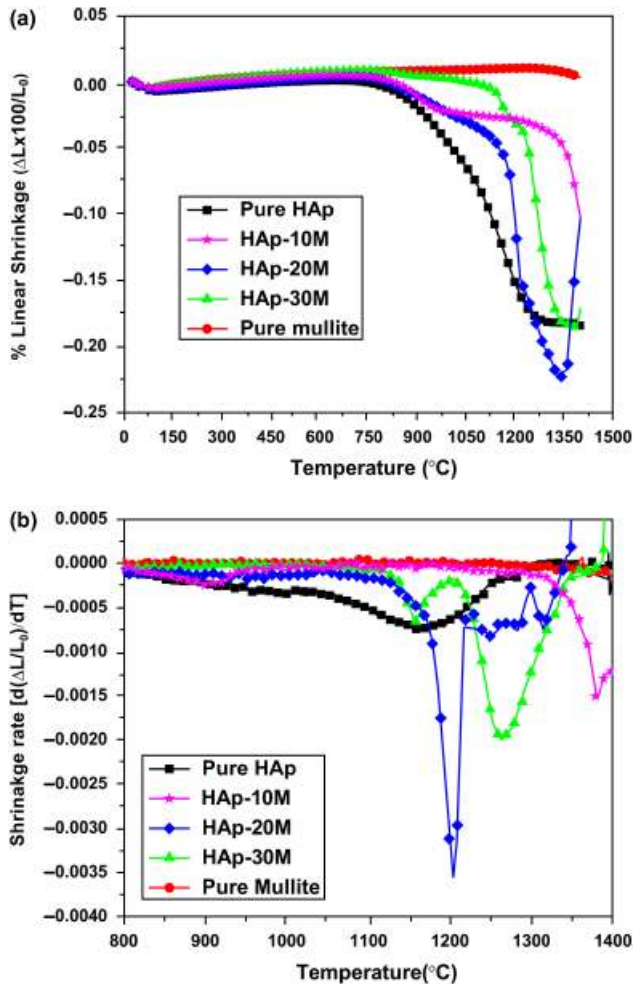 (a)
0.05
0.00
−0.05
−0.10
−0.15
−0.20
−0.25
% Linear Shrinkage (ΔLx100/L₀)
Pure HAp
HAp-10M
HAp-20M
HAp-30M
Pure mullite
0 150 300 450 600 750 900 1050 1200 1350 1500
Temperature (°C)
(b)
0.0005
0.0000
−0.0005
−0.0010
−0.0015
−0.0020
−0.0025
−0.0030
−0.0035
−0.0040
Shrinakge rate [d(ΔL/L₀)/dT]
Pure HAp
HAp-10M
HAp-20M
HAp-30M
Pure Mullite
800 900 1000 1100 1200 1300 1400
Temperature(°C)